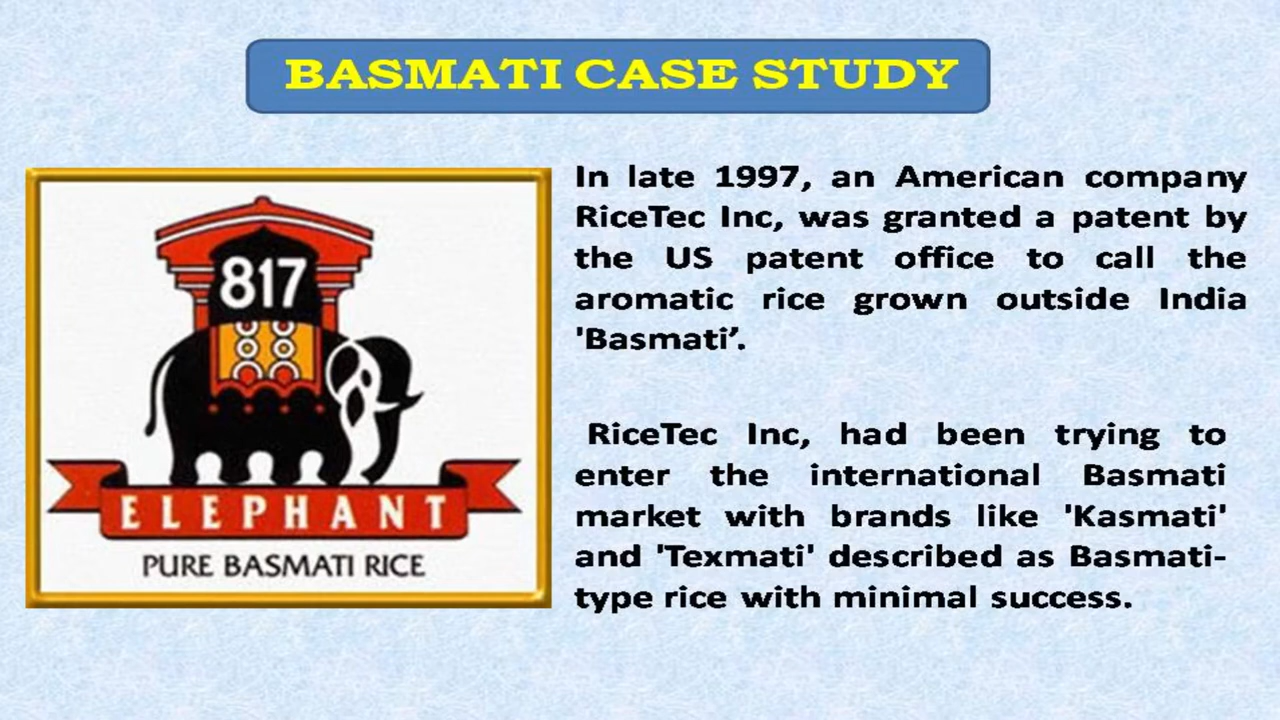 BASMATI CASE STUDY
817
ELEPHANT
PURE BASMATI RICE
In late 1997, an American company
RiceTec Inc, was granted a patent by
the US patent office to call the
aromatic rice grown outside India
'Basmati’.
RiceTec Inc, had been trying to
enter the international Basmati
market with brands like 'Kasmati'
and 'Texmati' described as Basmati-
type rice with minimal success.